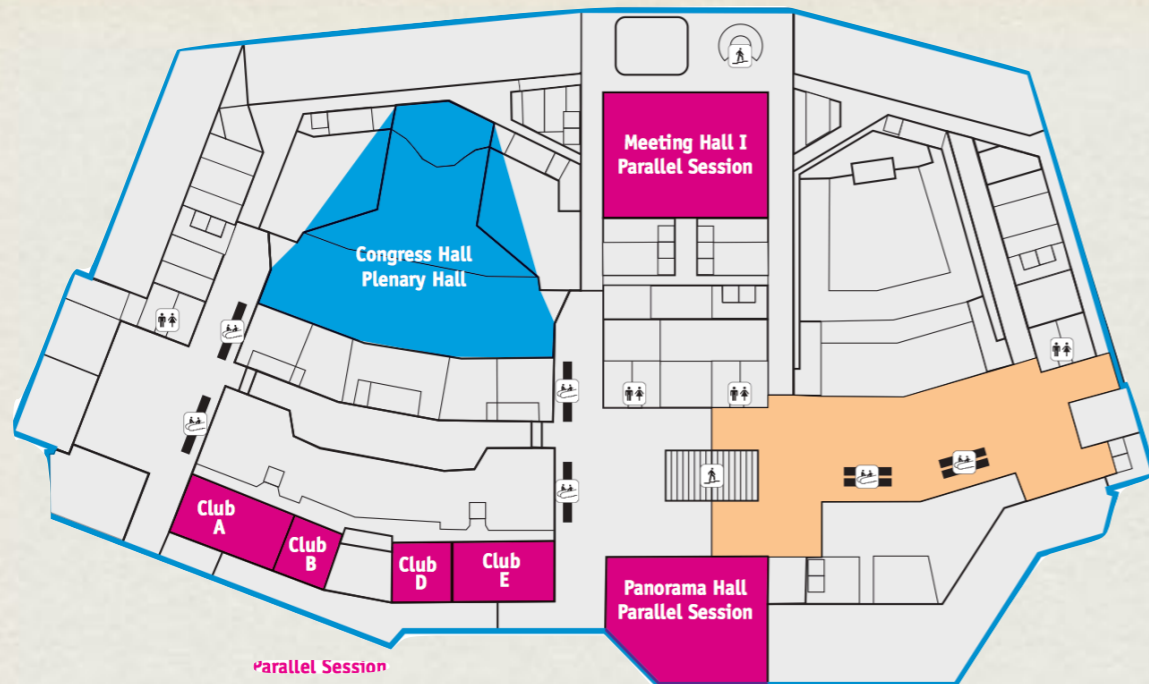 Meeting Hall I
Parallel Session
Congress Hall
Plenary Hall
Club
A
Club
B
Club
D
Club
E
Panorama Hall
Parallel Session
Parallel Session